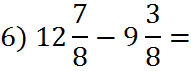 6) 12 7/8 − 9 3/8 =